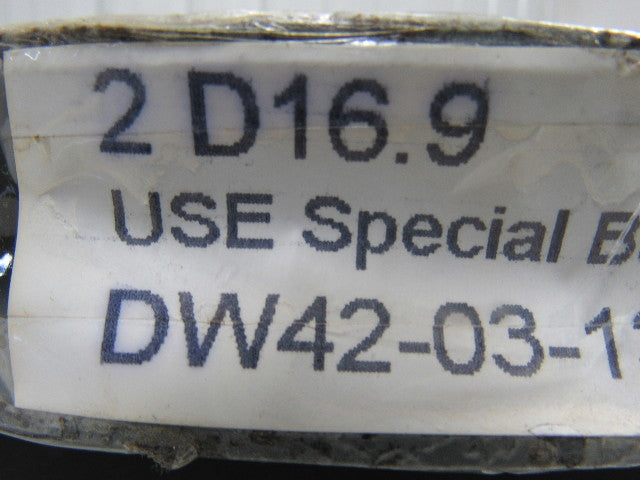 2 D16.9
USE Special
DW42-03-1